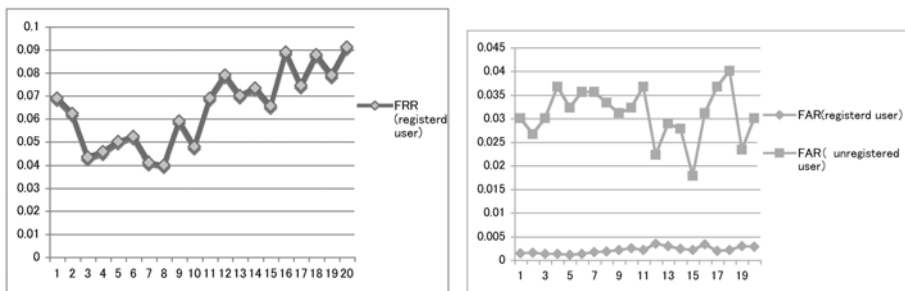 0.1
0.09
0.08
0.07
0.06
0.05
0.04
0.03
0.02
0.01
0
1 2 3 4 5 6 7 8 9 10 11 12 13 14 15 16 17 18 19 20
FRR
(registerd
user)
0.045
0.04
0.035
0.03
0.025
0.02
0.015
0.01
0.005
0
1 3 5 7 9 11 13 15 17 19
FAR(registerd user)
FAR( unregistered
user)